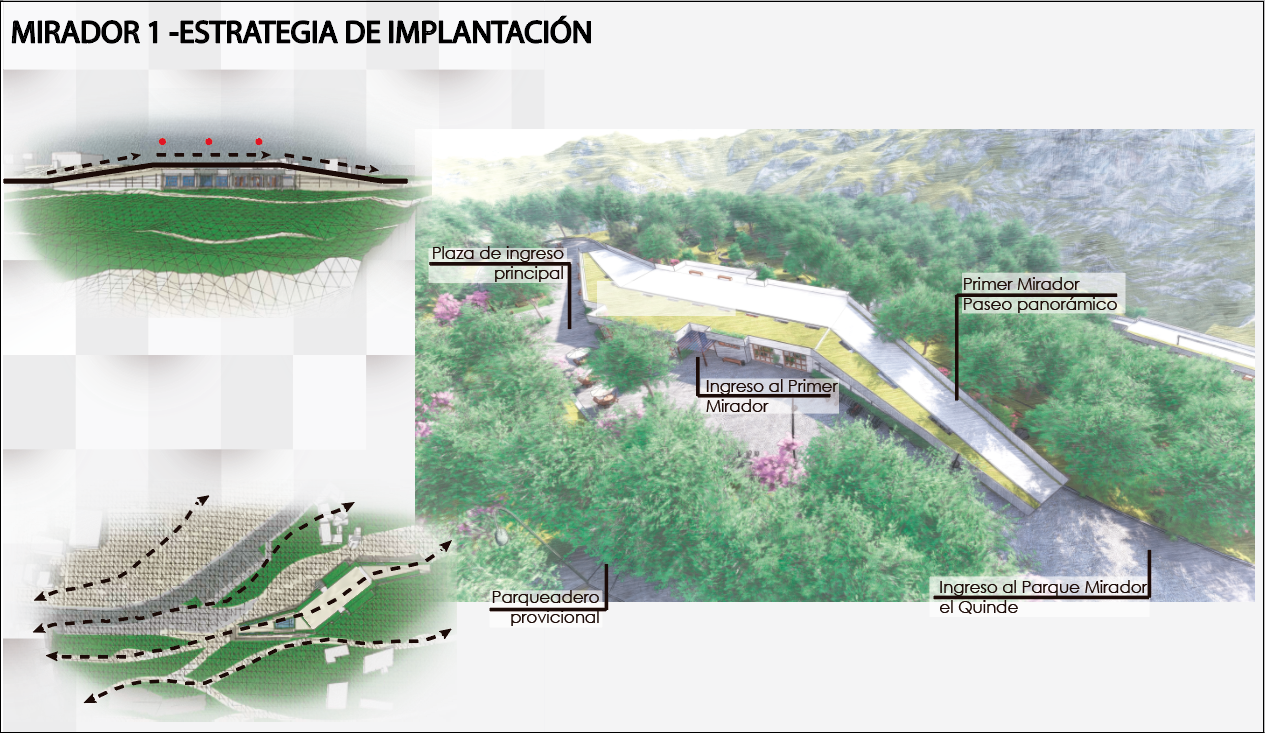 MIRADOR 1 -ESTRATEGIA DE IMPLANTACIÓN
Plaza de ingreso
principal
Primer Mirador
Paseo panorámico
Ingreso al Primer
Mirador
Parqueadero
provicional
Ingreso al Parque Mirador
el Quinde